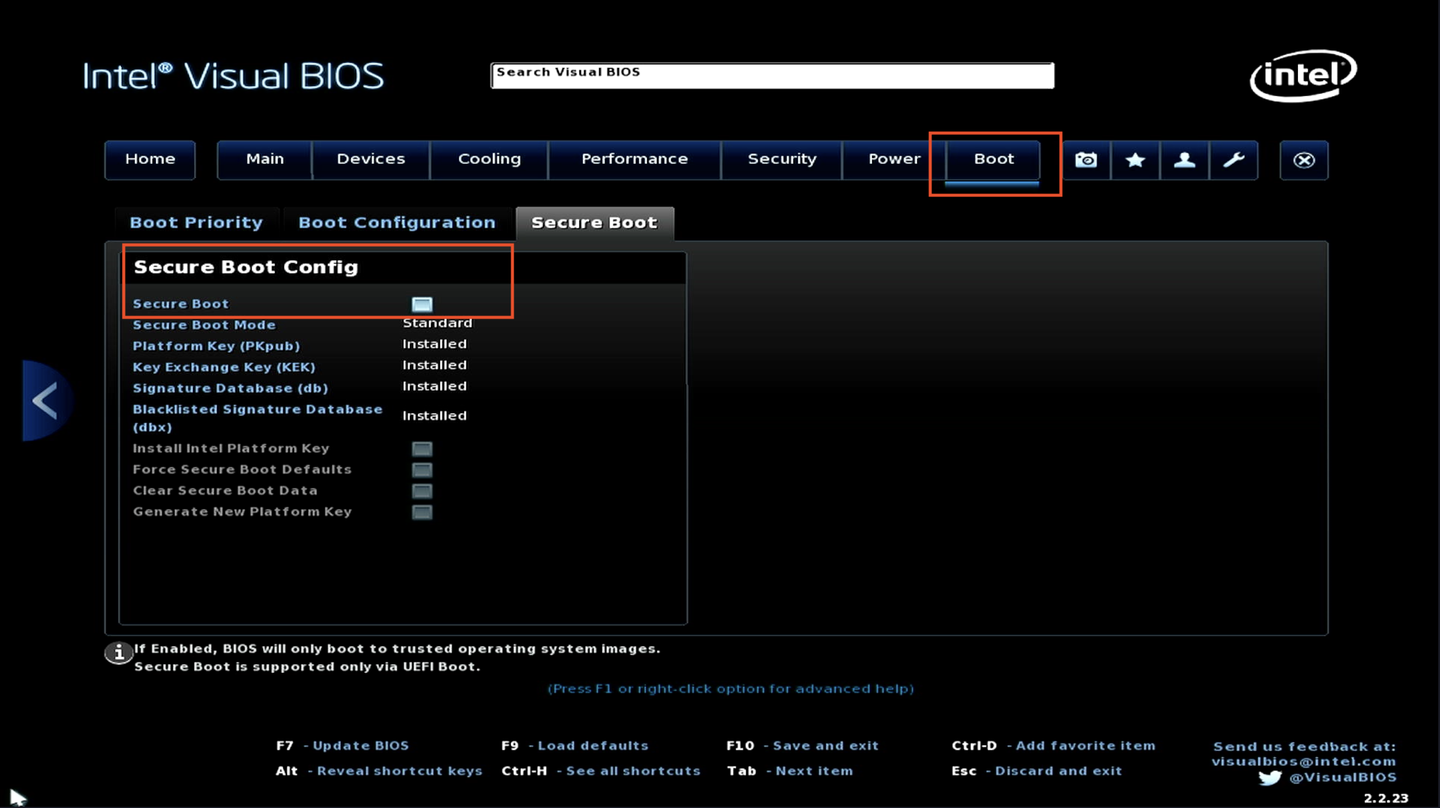 Intel® Visual BIOS
Search Visual BIOS
intel®
Home Main Devices Cooling Performance Security Power Boot
Boot Priority Boot Configuration Secure Boot
Secure Boot Config
Secure Boot
Secure Boot Mode Standard
Platform Key (PKpub) Installed
Key Exchange Key (KEK) Installed
Signature Database (db) Installed
Blacklisted Signature Database (dbx) Installed
Install Intel Platform Key
Force Secure Boot Defaults
Clear Secure Boot Data
Generate New Platform Key
If Enabled, BIOS will only boot to trusted operating system images.
Secure Boot is supported only via UEFI Boot.
(Press F1 or right-click option for advanced help)
F7 - Update BIOS F9 - Load defaults F10 - Save and exit Ctrl-D - Add favorite item
Alt - Reveal shortcut keys Ctrl-H - See all shortcuts Tab - Next item Esc - Discard and exit
Send us feedback at:
visualbios@intel.com
@VisualBIOS
2.2.23